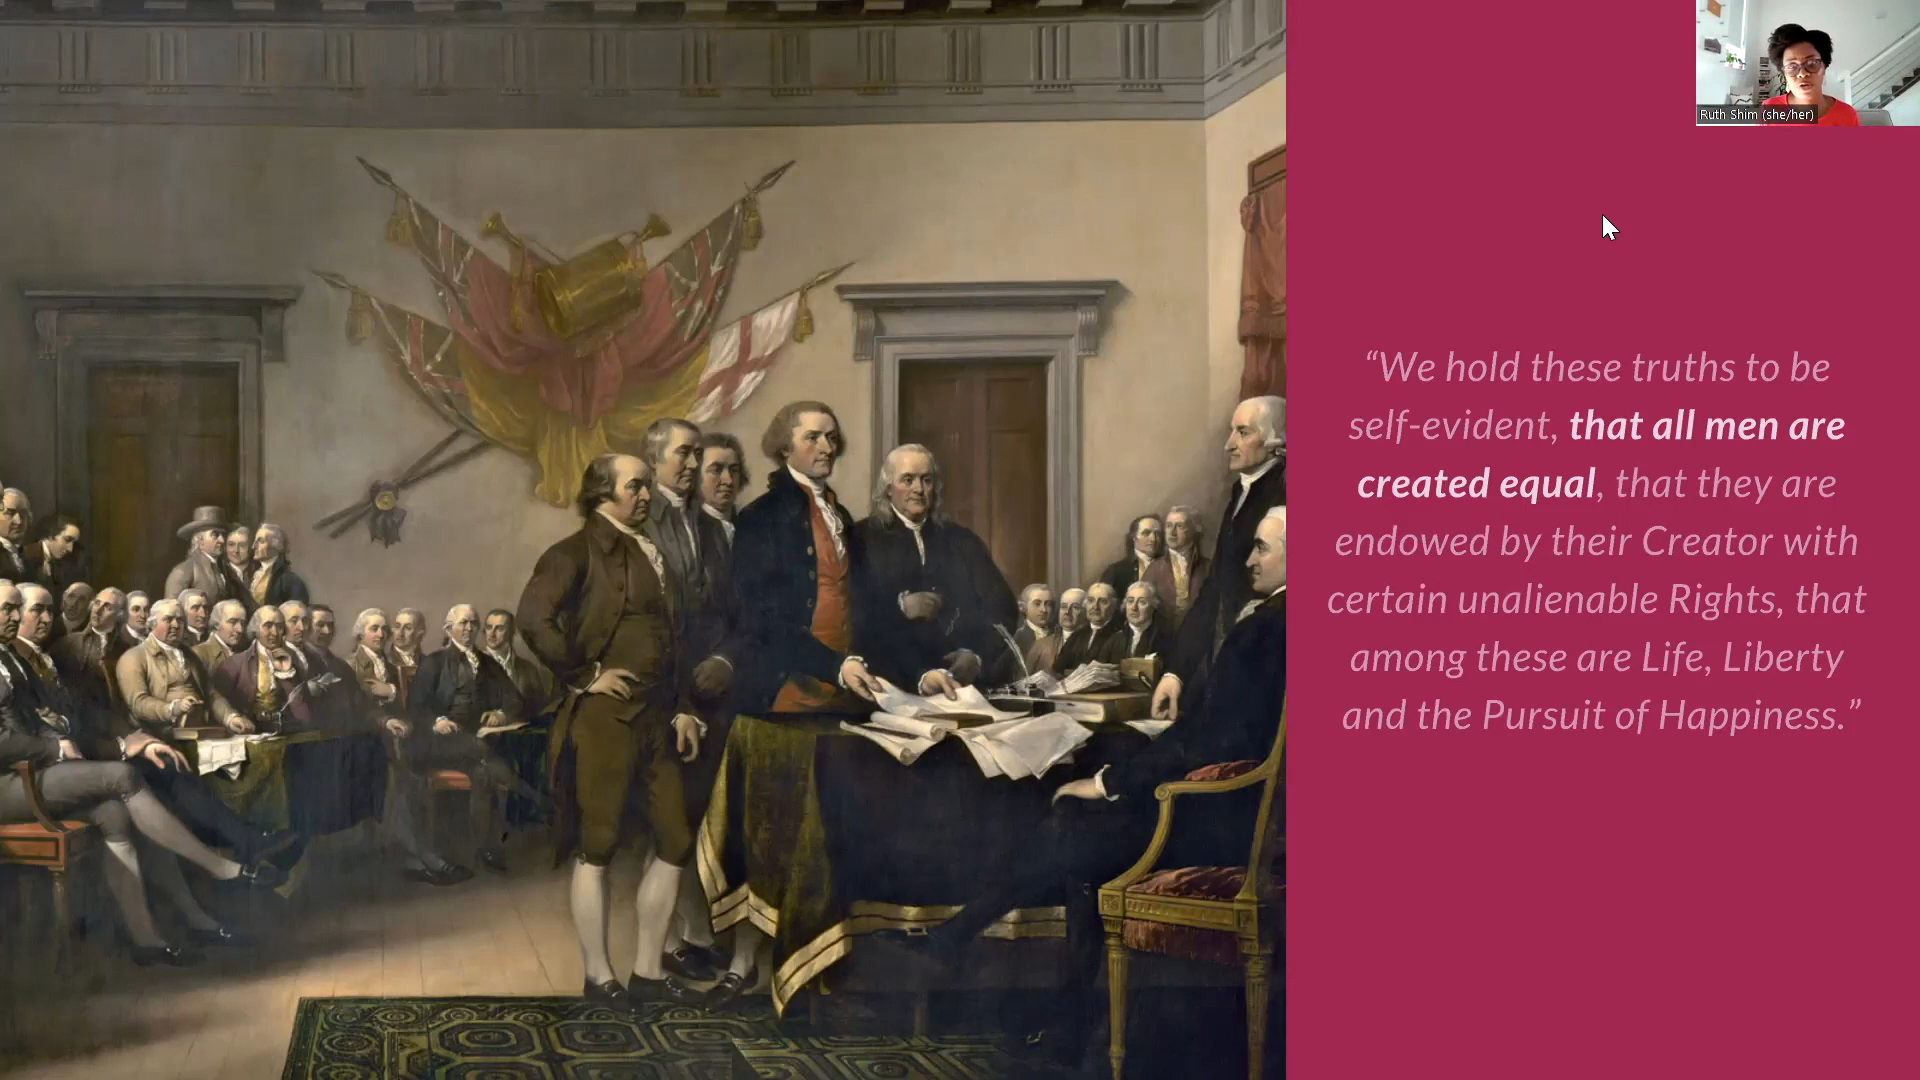 Ruth Shim (she/her)
“We hold these truths to be
self-evident, that all men are
created equal, that they are
endowed by their Creator with
certain unalienable Rights, that
among these are Life, Liberty
and the Pursuit of Happiness.”